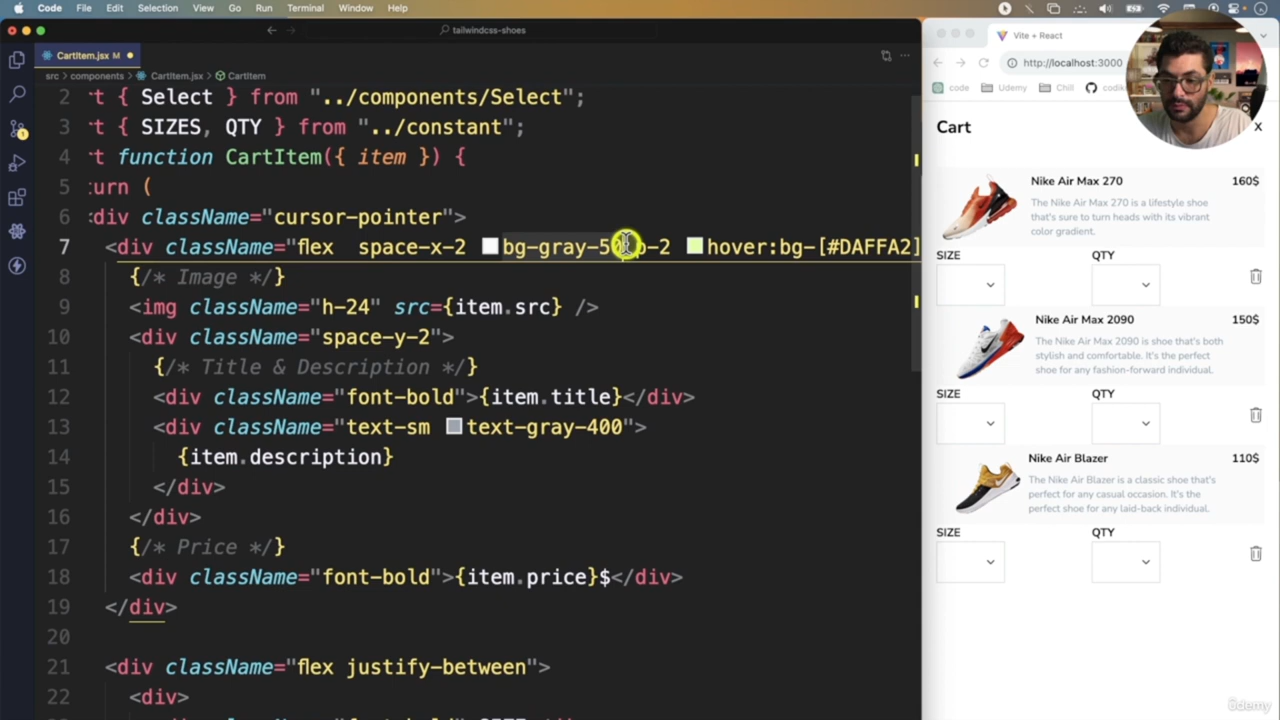 Code File Edit Selection View Go Run Terminal Window Help
tailwindcss-shoes
CartItem.jsx M
src > components > CartItem.jsx > CartItem
2 t { Select } from "../components/Select";
3 t { SIZES, QTY } from "../constant";
4 t function CartItem({ item }) {
5 urn (
6 div className="cursor-pointer">
7 <div className="flex space-x-2 bg-gray-50 p-2 hover:bg-[#DAFFA2]
8 {/* Image */}
9 <img className="h-24" src={item.src} />
10 <div className="space-y-2">
11 {/* Title & Description */}
12 <div className="font-bold">{item.title}</div>
13 <div className="text-sm text-gray-400">
14 {item.description}
15 </div>
16 </div>
17 {/* Price */}
18 <div className="font-bold">{item.price}$</div>
19 </div>
20
21 <div className="flex justify-between">
22 <div>
Vite + React
http://localhost:3000
code Udemy Chill
Cart X
Nike Air Max 270 160$
The Nike Air Max 270 is a lifestyle shoe
that's sure to turn heads with its vibrant
color gradient.
SIZE QTY
Nike Air Max 2090 150$
The Nike Air Max 2090 is shoe that's both
stylish and comfortable. It's the perfect
shoe for any fashion-forward individual.
SIZE QTY
Nike Air Blazer 110$
The Nike Air Blazer is a classic shoe that's
perfect for any casual occasion. It's the
perfect shoe for any laid-back individual.
SIZE QTY
ûdemy